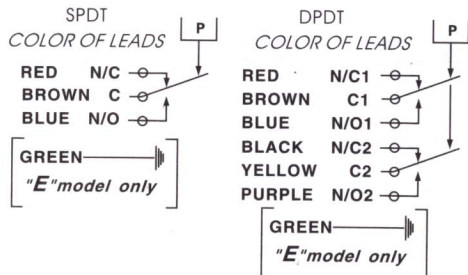 SPDT
COLOR OF LEADS
P
RED N/C
BROWN C
BLUE N/O
GREEN
"E"model only
DPDT
COLOR OF LEADS
P
RED N/C1
BROWN C1
BLUE N/O1
BLACK N/C2
YELLOW C2
PURPLE N/O2
GREEN
"E"model only